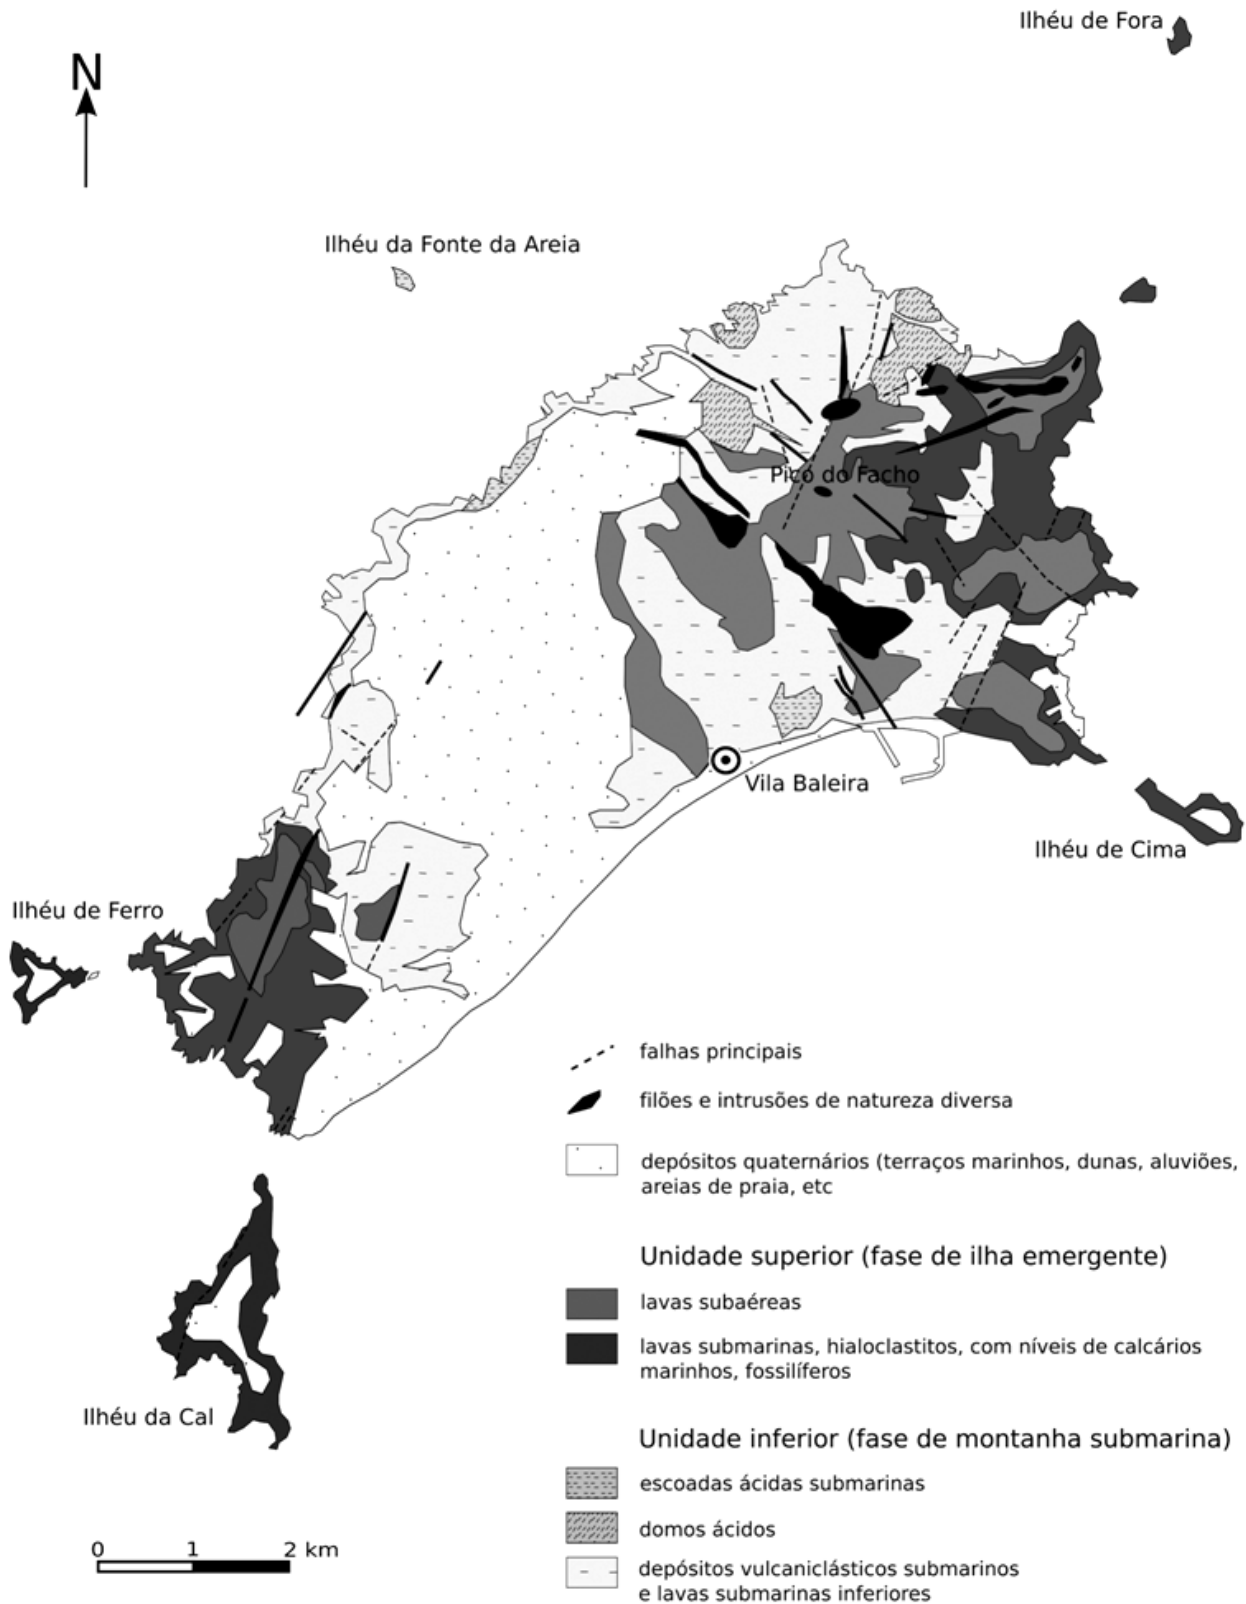 Ilhéu de Fora
N
Ilhéu da Fonte da Areia
Pico do Facho
Vila Baleira
Ilhéu de Cima
Ilhéu de Ferro
falhas principais
filões e intrusões de natureza diversa
depósitos quaternários (terraços marinhos, dunas, aluviões,
areias de praia, etc
Unidade superior (fase de ilha emergente)
lavas subaéreas
lavas submarinas, hialoclastitos, com níveis de calcários
marinhos, fossilíferos
Ilhéu da Cal
Unidade inferior (fase de montanha submarina)
escoadas ácidas submarinas
domos ácidos
0 1 2 km
depósitos vulcaniclásticos submarinos
e lavas submarinas inferiores